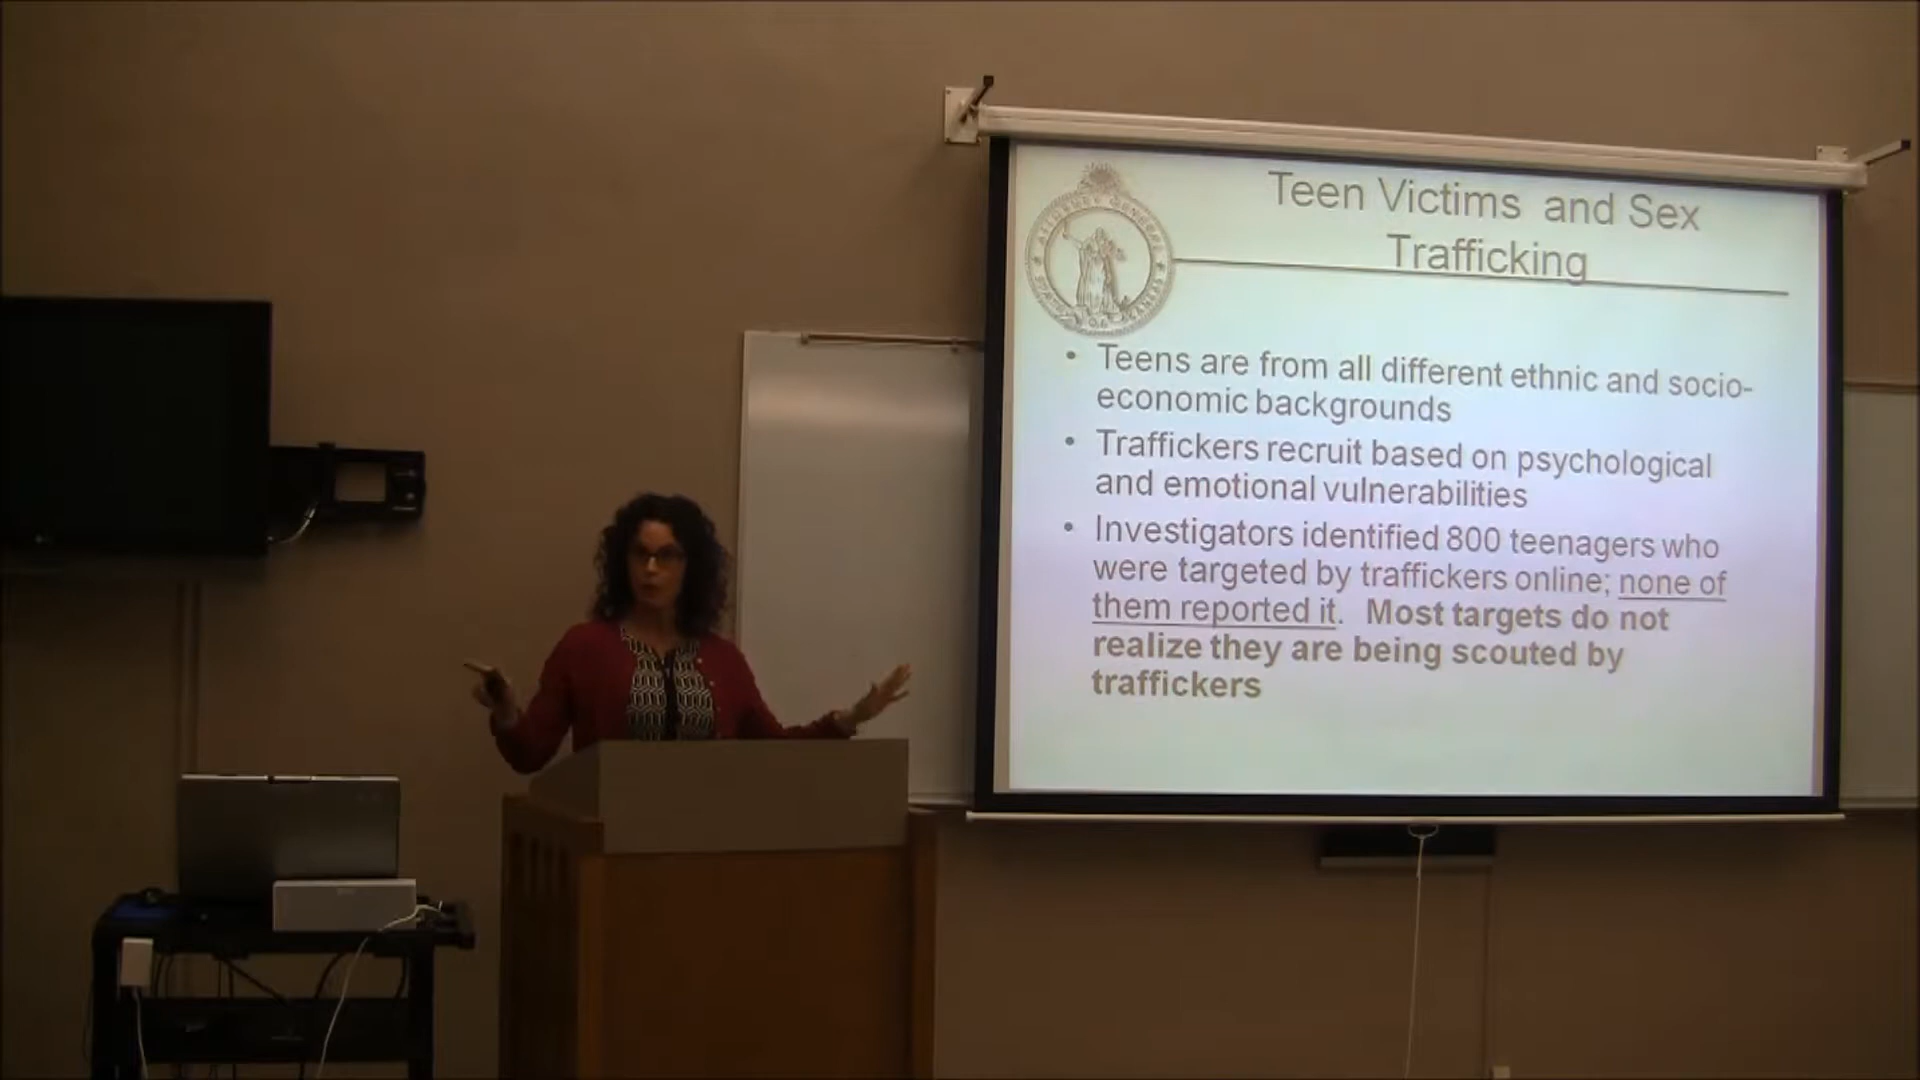 Teen Victims and Sex
Trafficking
ATTORNEY GENERAL
• Teens are from all different ethnic and socio-
economic backgrounds
• Traffickers recruit based on psychological
and emotional vulnerabilities
• Investigators identified 800 teenagers who
were targeted by traffickers online; none of
them reported it. Most targets do not
realize they are being scouted by
traffickers